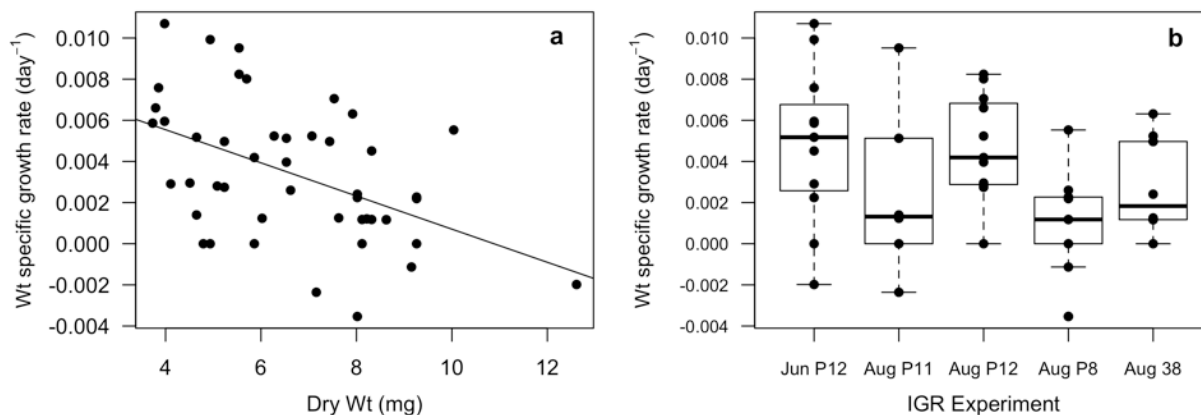 a
Wt specific growth rate (day⁻¹)
0.010
0.008
0.006
0.004
0.002
0.000
-0.002
-0.004
4 6 8 10 12
Dry Wt (mg)
b
Wt specific growth rate (day⁻¹)
0.010
0.008
0.006
0.004
0.002
0.000
-0.002
-0.004
Jun P12 Aug P11 Aug P12 Aug P8 Aug 38
IGR Experiment